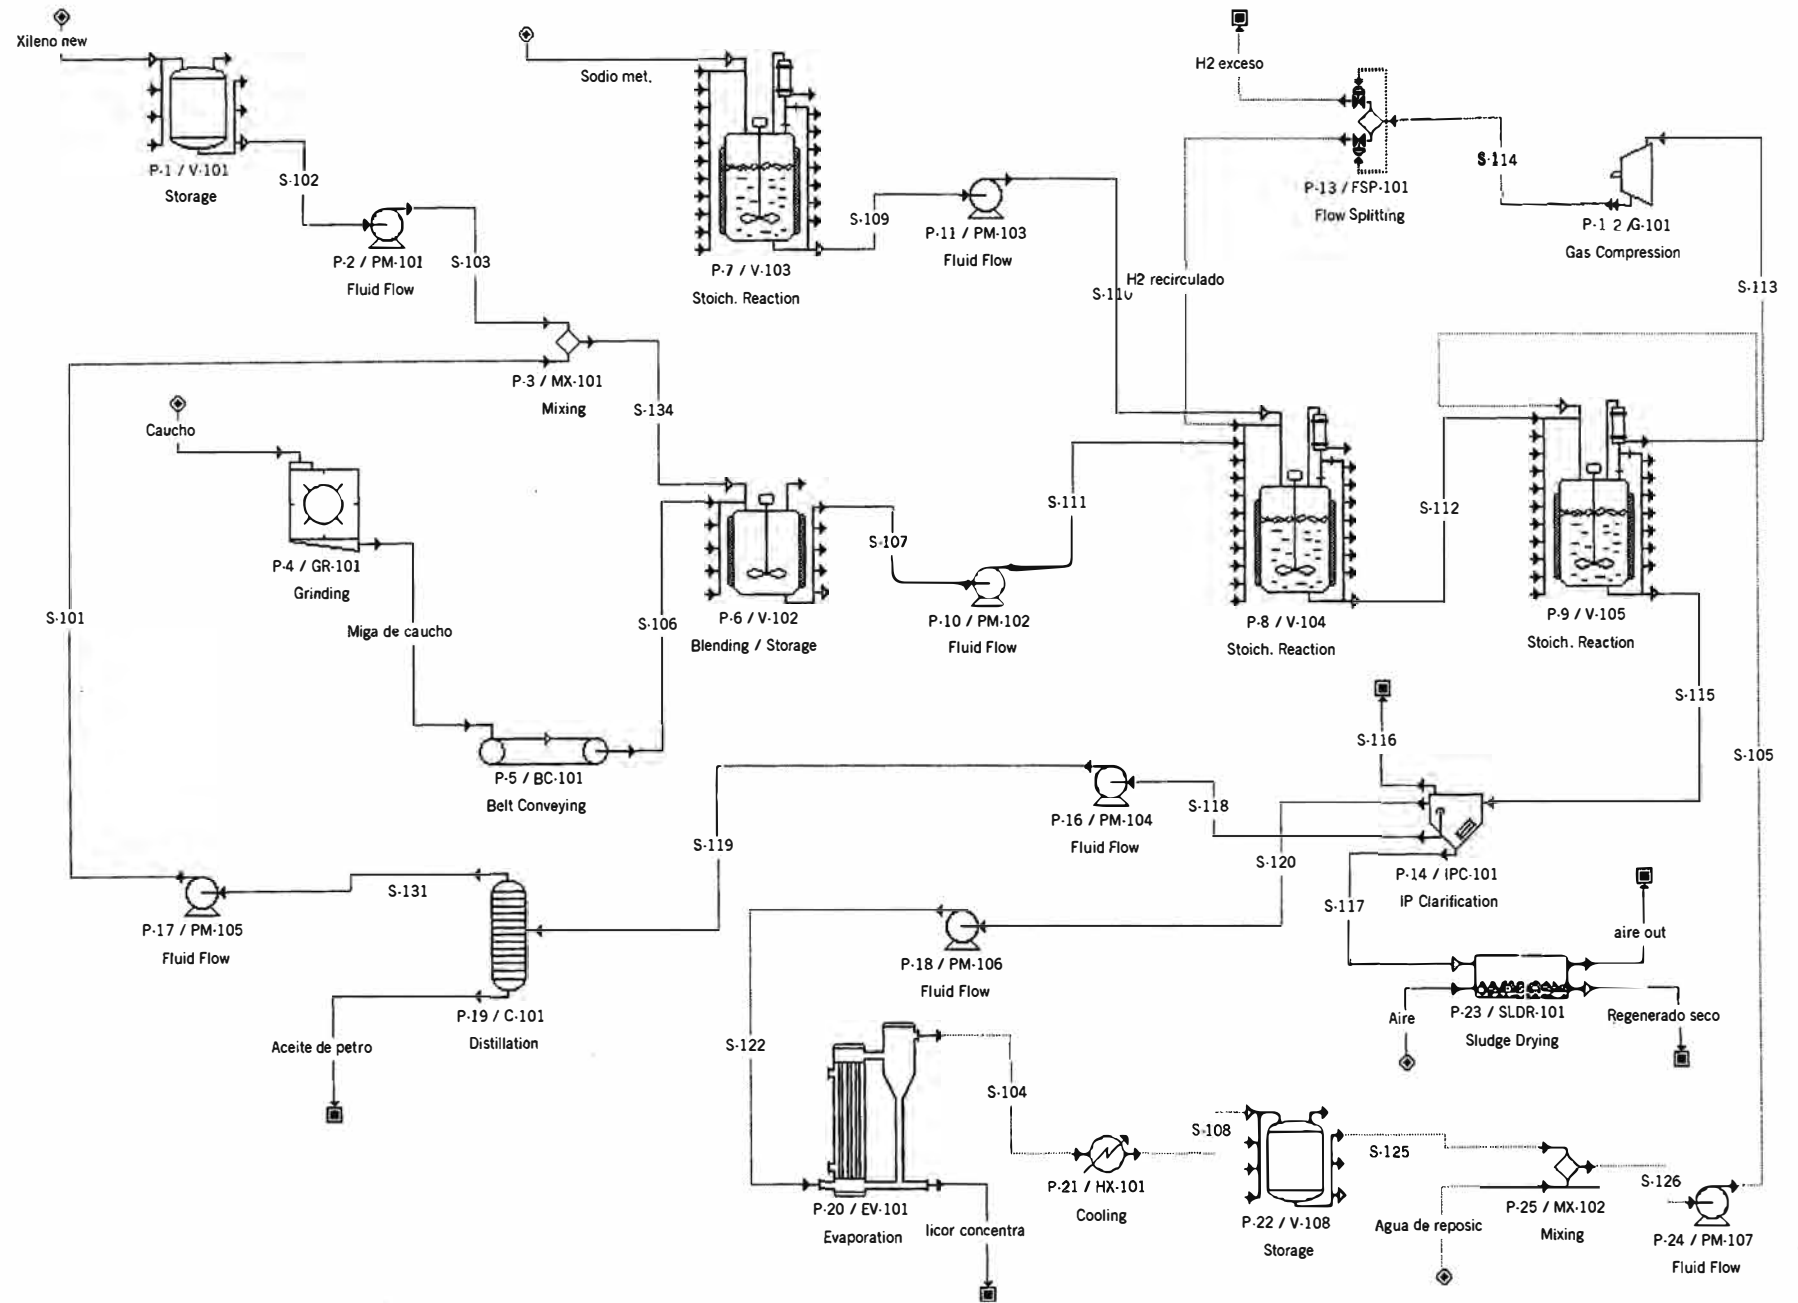 Xileno new
P-1 / V-101
Storage
S-102
P-2 / PM-101
Fluid Flow
S-103
Sodio met.
P-7 / V-103
Stoich. Reaction
S-109
P-11 / PM-103
Fluid Flow
S-110
H2 exceso
P-13 / FSP-101
Flow Splitting
S-114
P-1 2 /G-101
Gas Compression
S-113
H2 recirculado
P-3 / MX-101
Mixing
S-134
Caucho
P-4 / GR-101
Grinding
Miga de caucho
S-101
S-106
P-5 / BC-101
Belt Conveying
P-6 / V-102
Blending / Storage
S-107
P-10 / PM-102
Fluid Flow
S-111
P-8 / V-104
Stoich. Reaction
S-112
P-9 / V-105
Stoich. Reaction
S-115
S-105
S-116
P-14 / IPC-101
IP Clarification
S-118
P-16 / PM-104
Fluid Flow
S-119
S-120
S-117
aire out
P-23 / SLDR-101
Sludge Drying
Aire
Regenerado seco
P-17 / PM-105
Fluid Flow
S-131
P-19 / C-101
Distillation
Aceite de petro
P-18 / PM-106
Fluid Flow
S-122
P-20 / EV-101
Evaporation
licor concentra
S-104
P-21 / HX-101
Cooling
S-108
P-22 / V-108
Storage
S-125
Agua de reposic
P-25 / MX-102
Mixing
S-126
P-24 / PM-107
Fluid Flow